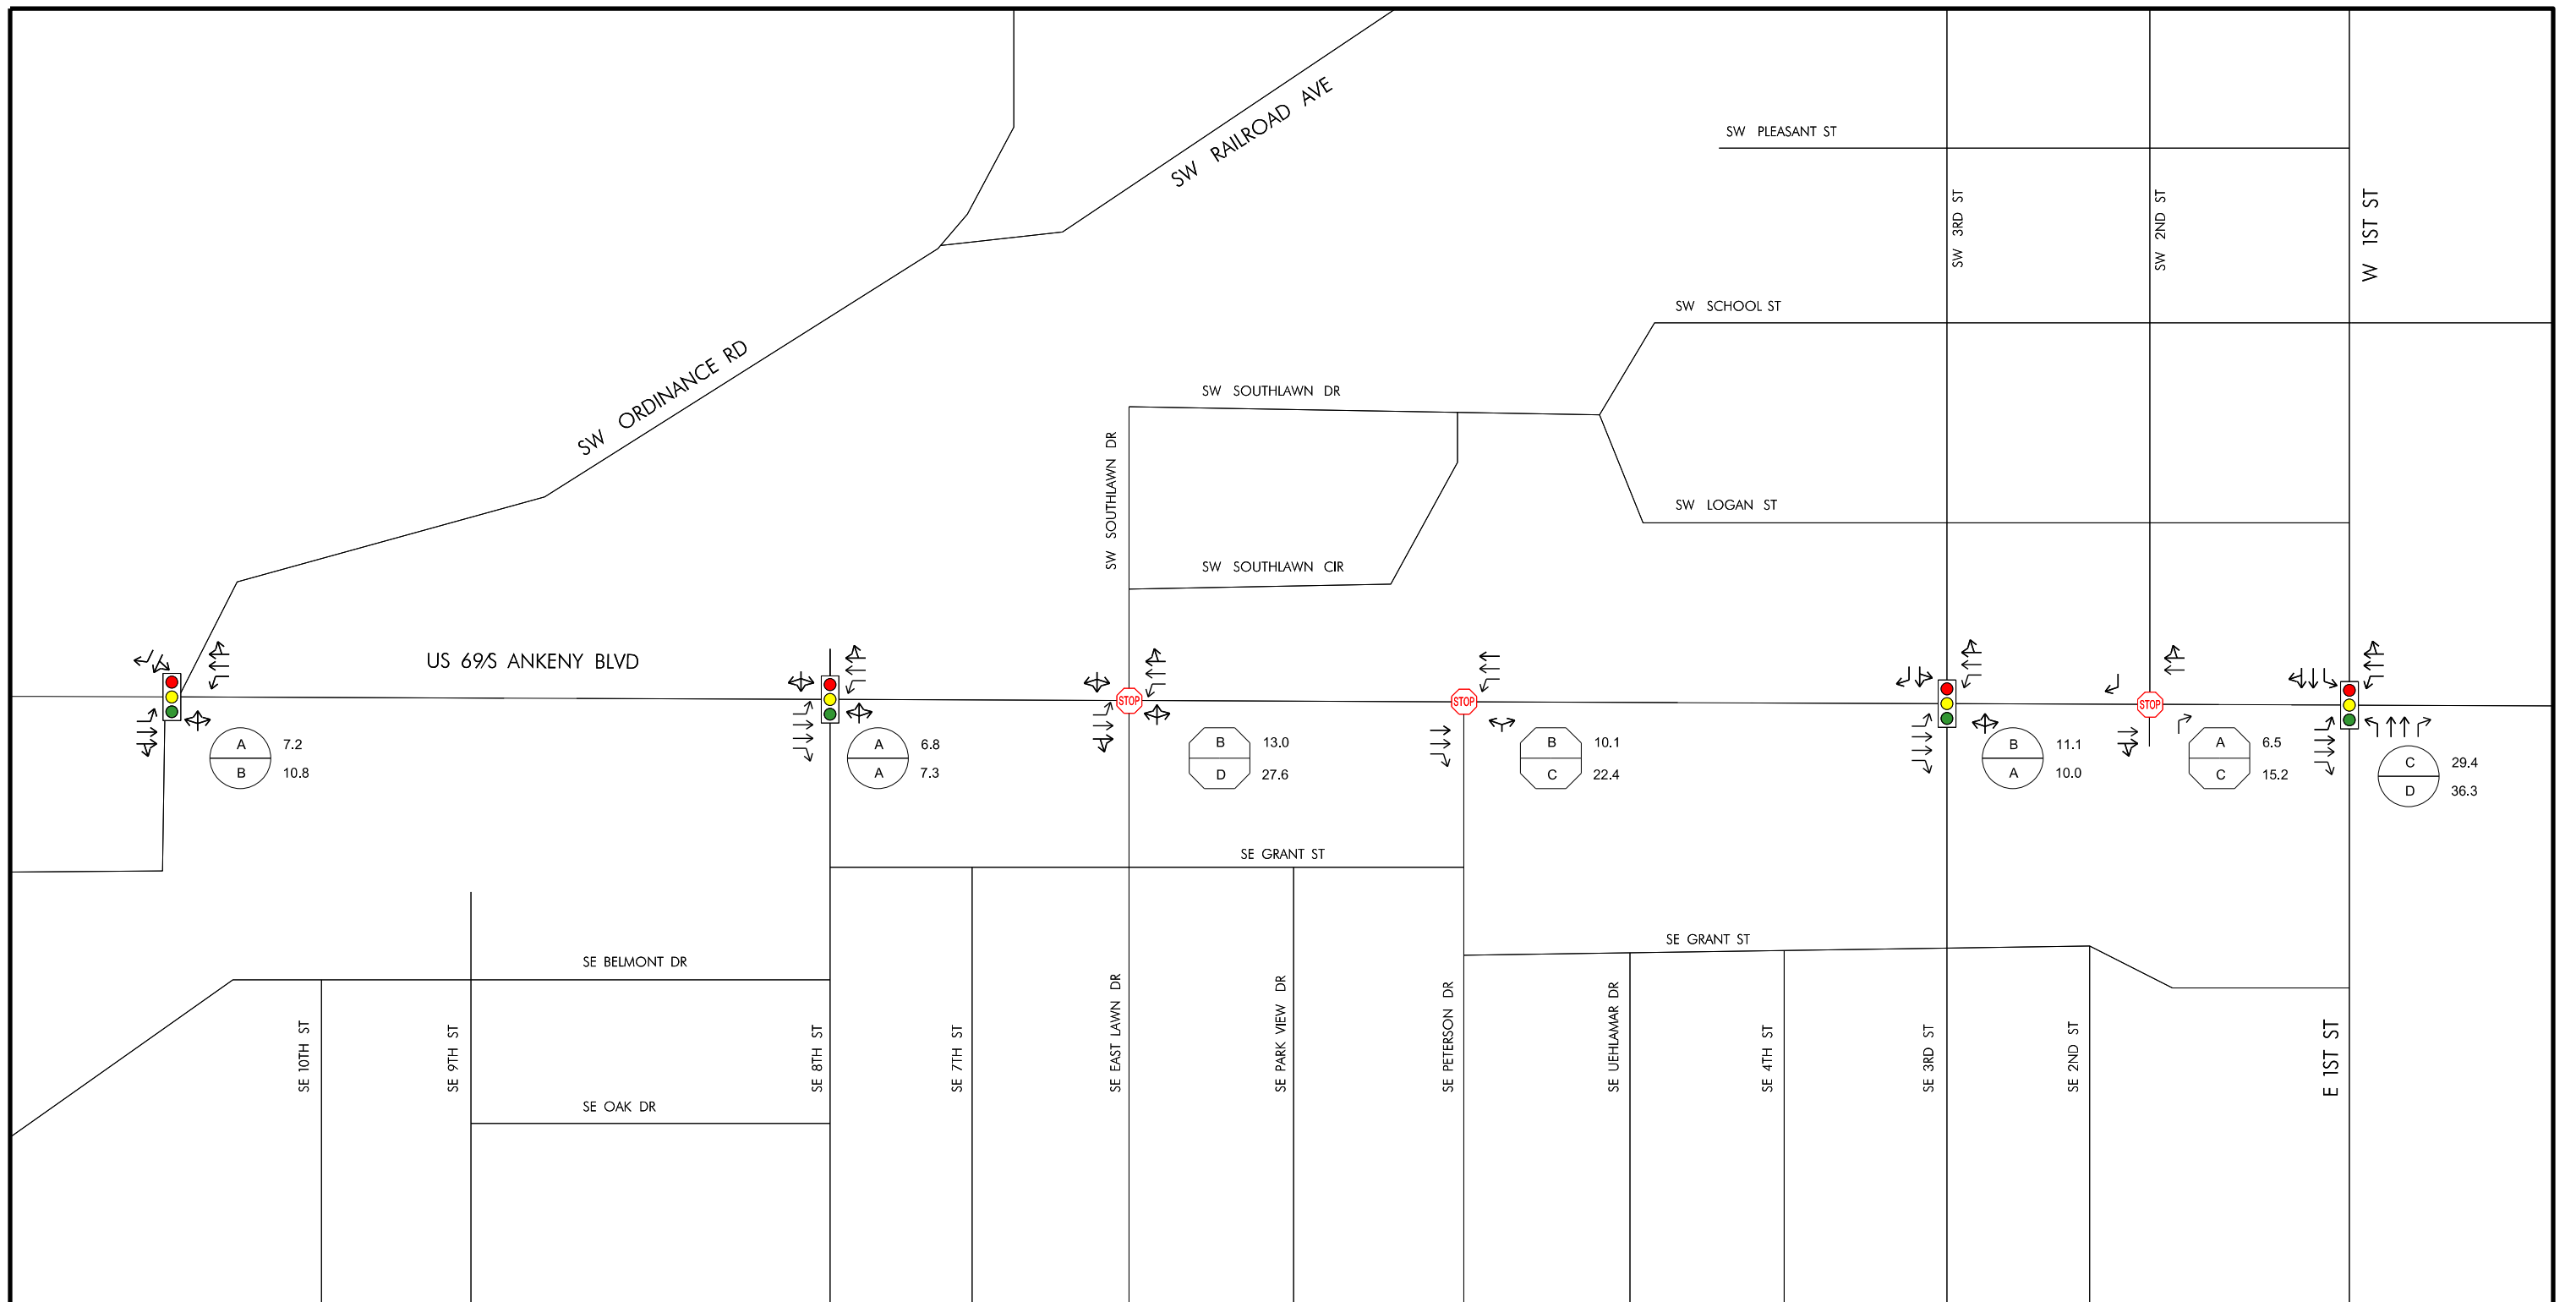 SW RAILROAD AVE
SW PLEASANT ST
SW 3RD ST
SW 2ND ST
W 1ST ST
SW SCHOOL ST
SW ORDINANCE RD
SW SOUTHLAWN DR
SW SOUTHLAWN DR
SW LOGAN ST
SW SOUTHLAWN CIR
US 69/S ANKENY BLVD
STOP
STOP
STOP
A 7.2
B 10.8
A 6.8
A 7.3
B 13.0
D 27.6
B 10.1
C 22.4
B 11.1
A 10.0
A 6.5
C 15.2
C 29.4
D 36.3
SE GRANT ST
SE GRANT ST
SE BELMONT DR
SE 10TH ST
SE 9TH ST
SE 8TH ST
SE 7TH ST
SE EAST LAWN DR
SE PARK VIEW DR
SE PETERSON DR
SE UEHLAMAR DR
SE 4TH ST
SE 3RD ST
SE 2ND ST
E 1ST ST
SE OAK DR